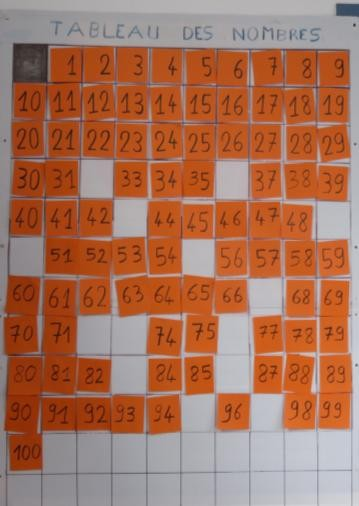 TABLEAU DES NOMBRES
1 2 3 4 5 6 7 8 9
10 11 12 13 14 15 16 17 18 19
20 21 22 23 24 25 26 27 28 29
30 31 33 34 35 37 38 39
40 41 42 44 45 46 47 48
51 52 53 54 56 57 58 59
60 61 62 63 64 65 66 68 69
70 71 74 75 77 78 79
80 81 82 84 85 87 88 89
90 91 92 93 94 96 98 99
100